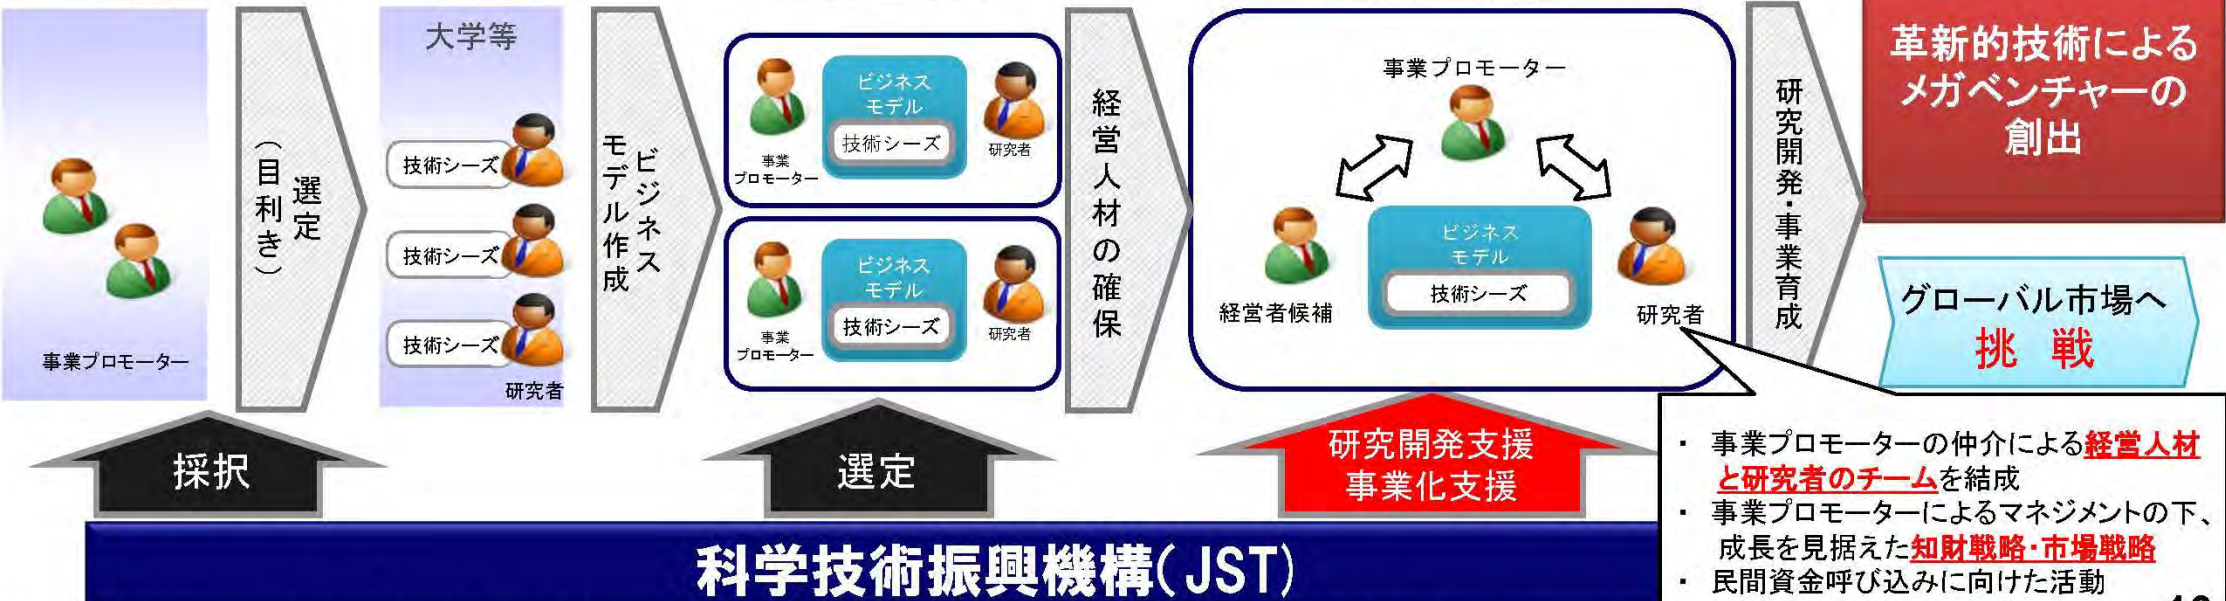 事業プロモーター
選定
（目利き）
大学等
技術シーズ
技術シーズ
技術シーズ
研究者
ビジネス
モデル作成
ビジネス
モデル
技術シーズ
事業
プロモーター
研究者
ビジネス
モデル
技術シーズ
事業
プロモーター
研究者
経営人材の確保
事業プロモーター
経営者候補
ビジネス
モデル
技術シーズ
研究者
研究開発・事業育成
革新的技術による
メガベンチャーの
創出
グローバル市場へ
挑　戦
採択
選定
研究開発支援
事業化支援
・ 事業プロモーターの仲介による経営人材
と研究者のチームを結成
・ 事業プロモーターによるマネジメントの下、
成長を見据えた知財戦略・市場戦略
・ 民間資金呼び込みに向けた活動
科学技術振興機構(JST)